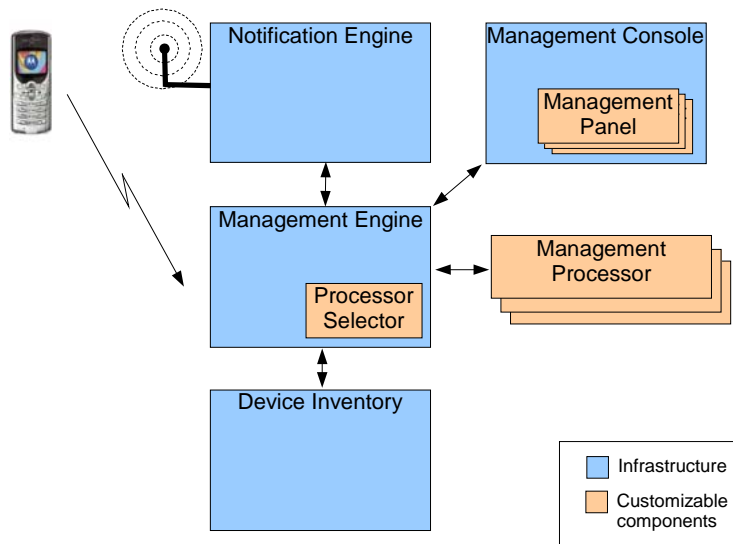 Notification Engine
Management Console
Management
Panel
Management Engine
Management
Processor
Processor
Selector
Device Inventory
Infrastructure
Customizable
components